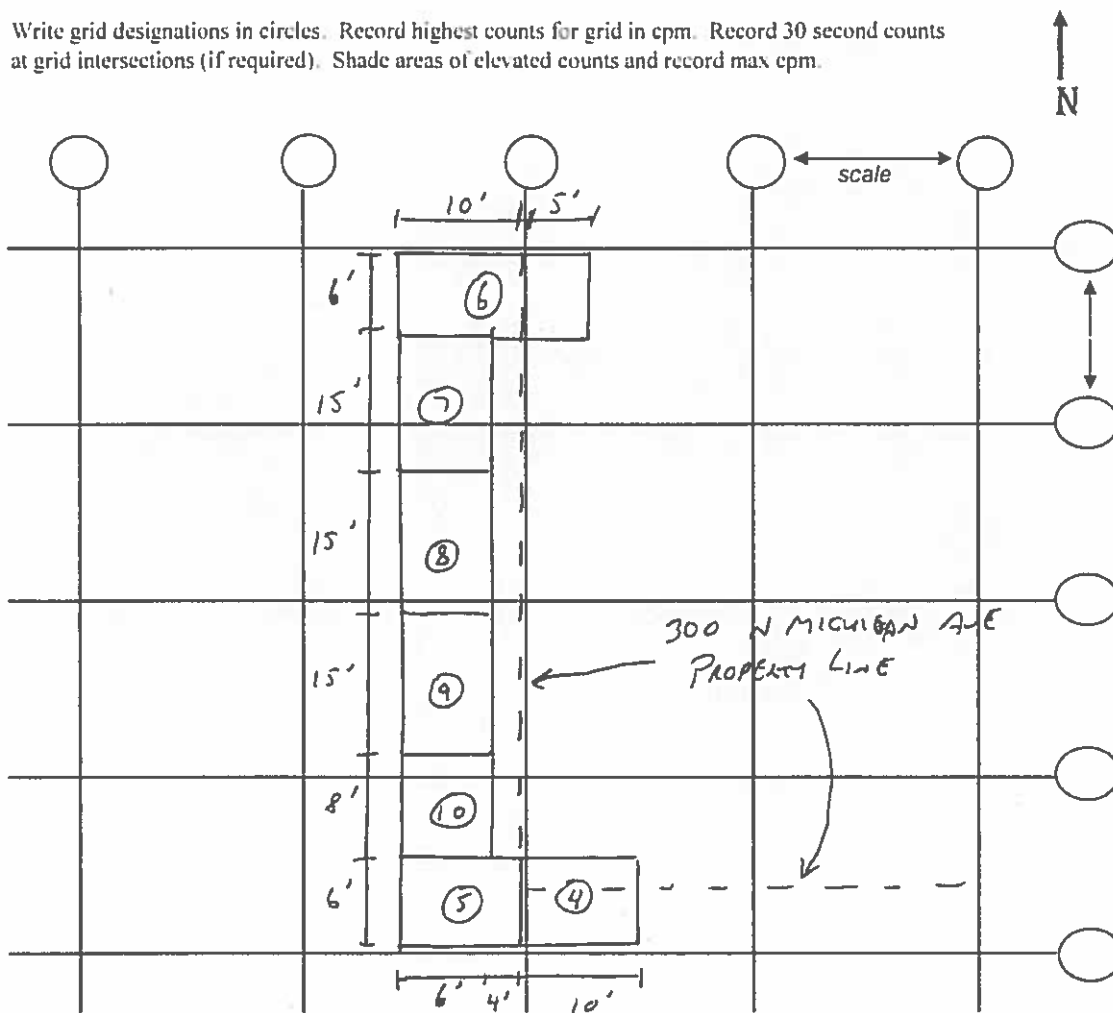 Write grid designations in circles. Record highest counts for grid in cpm. Record 30 second counts
at grid intersections (if required). Shade areas of elevated counts and record max cpm.
N
scale
10' 5'
6'
6
15'
7
15'
8
300 N MICHIGAN AVE
PROPERTY LINE
15'
9
8'
10
6'
5
4
6' 4' 10'